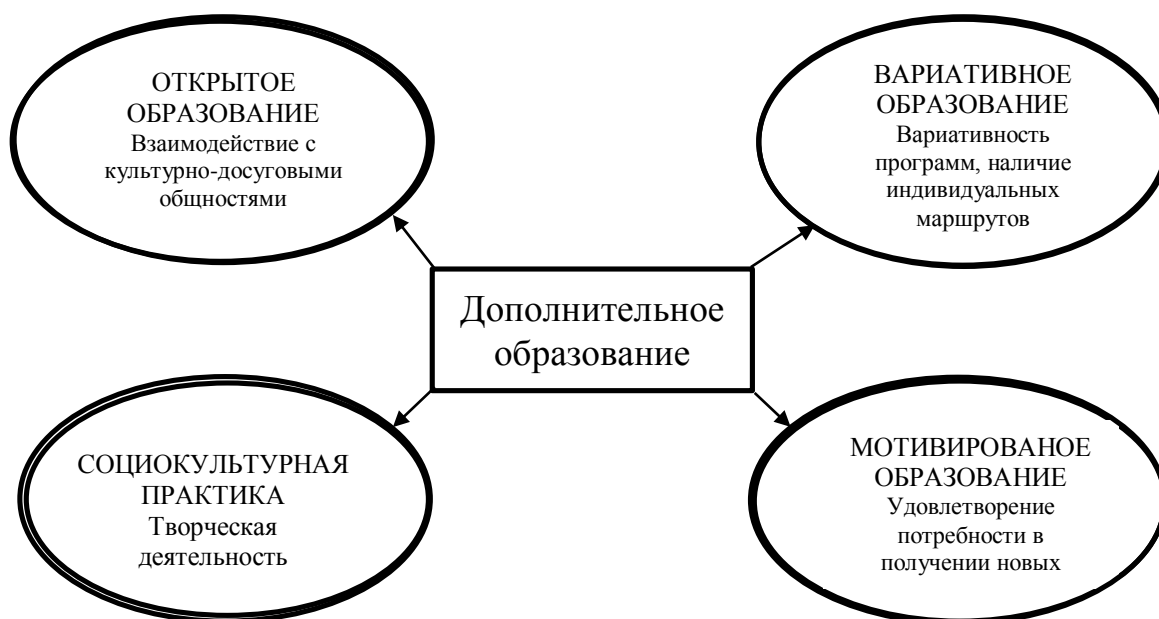 ОТКРЫТОЕ
ОБРАЗОВАНИЕ
Взаимодействие с
культурно-досуговыми
общностями
ВАРИАТИВНОЕ
ОБРАЗОВАНИЕ
Вариативность
программ, наличие
индивидуальных
маршрутов
Дополнительное
образование
СОЦИОКУЛЬТУРНАЯ
ПРАКТИКА
Творческая
деятельность
МОТИВИРОВАНОЕ
ОБРАЗОВАНИЕ
Удовлетворение
потребности в
получении новых